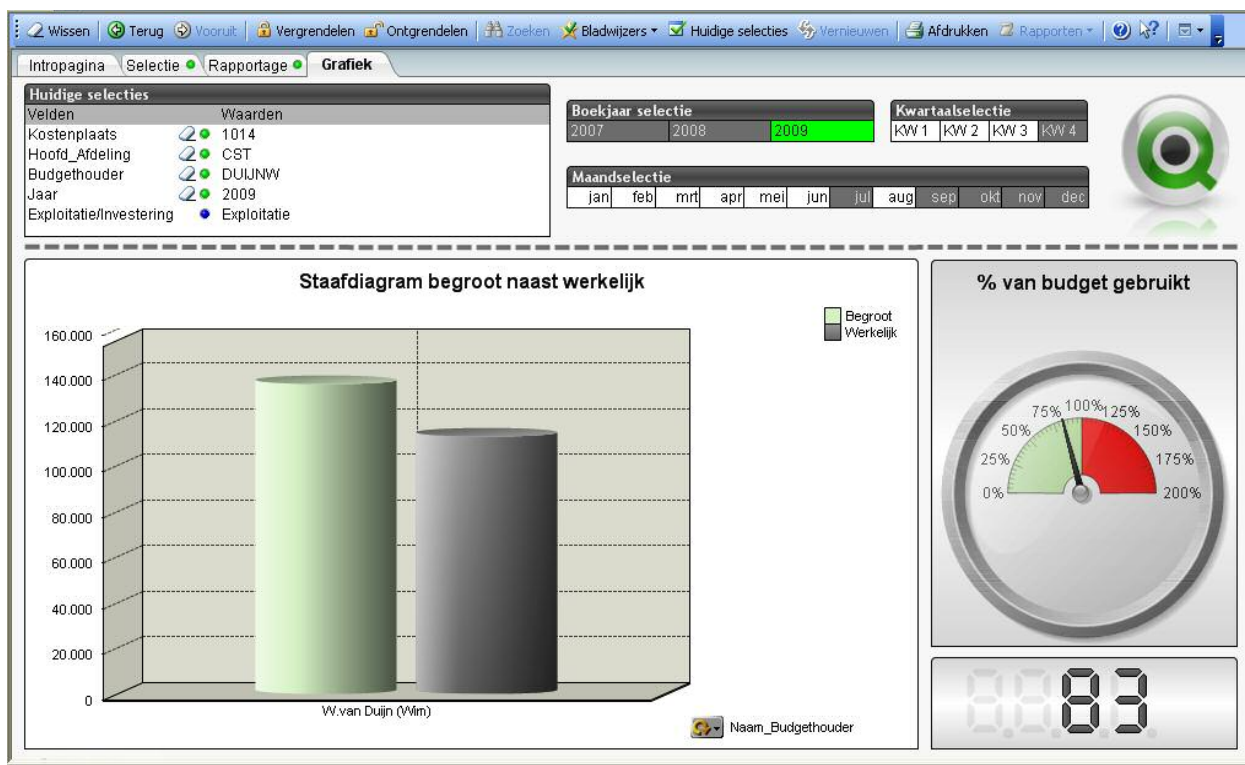 Wissen Terug Vooruit Vergrendelen Ontgrendelen Zoeken Bladwijzers Huidige selecties Vernieuwen Afdrukken Rapporten
Intropagina Selectie Rapportage Grafiek
Huidige selecties
Velden Waarden
Kostenplaats 1014
Hoofd_Afdeling CST
Budgethouder DUIJNW
Jaar 2009
Exploitatie/Investering Exploitatie
Boekjaar selectie
2007 2008 2009
Kwartaalselectie
KW 1 KW 2 KW 3 KW 4
Maandselectie
jan feb mrt apr mei jun jul aug sep okt nov dec
Staafdiagram begroot naast werkelijk
Begroot
Werkelijk
160.000
140.000
120.000
100.000
80.000
60.000
40.000
20.000
0
W.van Duijn (Wim)
Naam_Budgethouder
% van budget gebruikt
0%
25%
50%
75%
100%
125%
150%
175%
200%
83